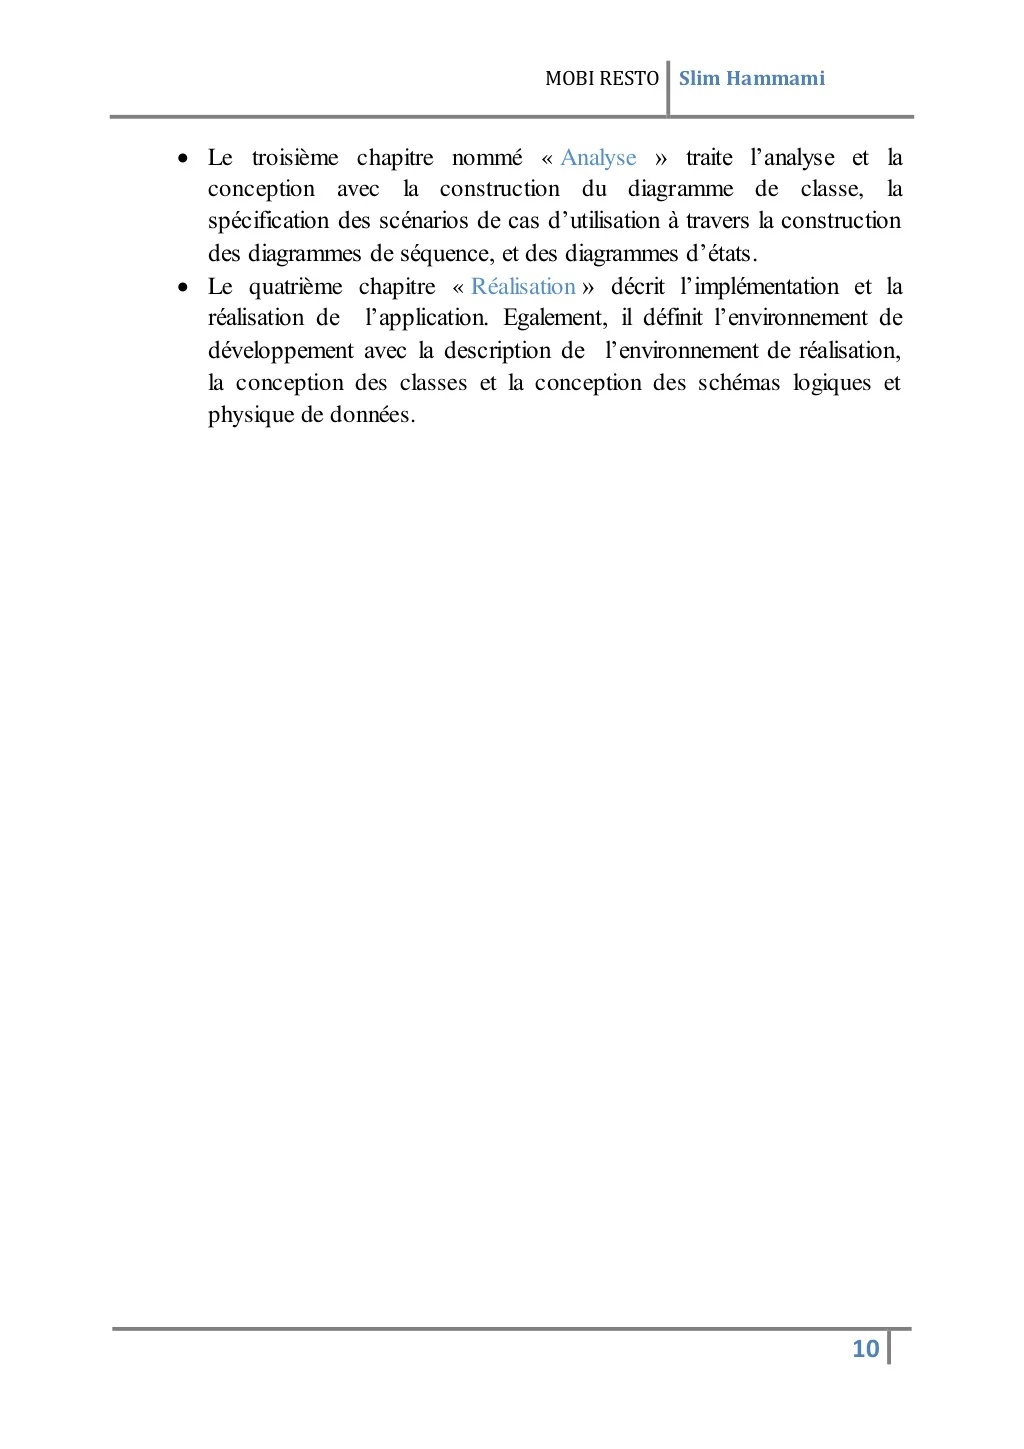 MOBI RESTO Slim Hammami
• Le troisième chapitre nommé « Analyse » traite l’analyse et la
conception avec la construction du diagramme de classe, la
spécification des scénarios de cas d’utilisation à travers la construction
des diagrammes de séquence, et des diagrammes d’états.
• Le quatrième chapitre « Réalisation » décrit l’implémentation et la
réalisation de l’application. Egalement, il définit l’environnement de
développement avec la description de l’environnement de réalisation,
la conception des classes et la conception des schémas logiques et
physique de données.
10